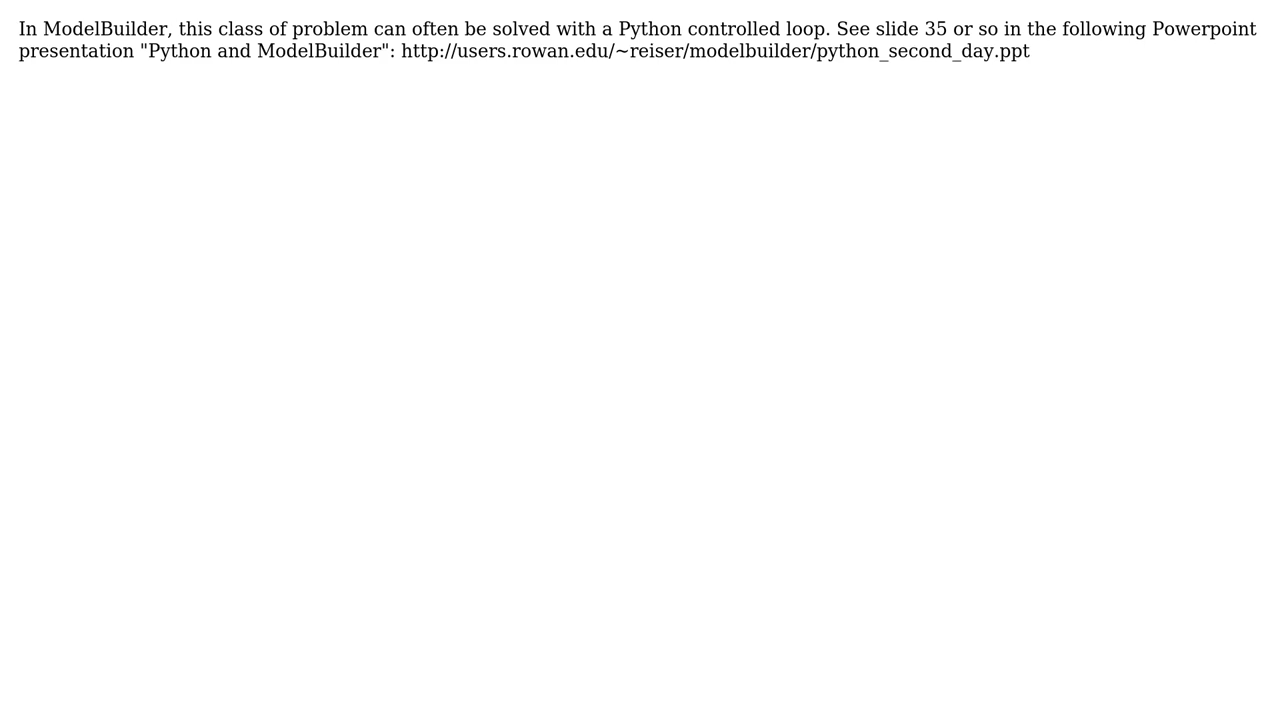 In ModelBuilder, this class of problem can often be solved with a Python controlled loop. See slide 35 or so in the following Powerpoint
presentation "Python and ModelBuilder": http://users.rowan.edu/~reiser/modelbuilder/python_second_day.ppt